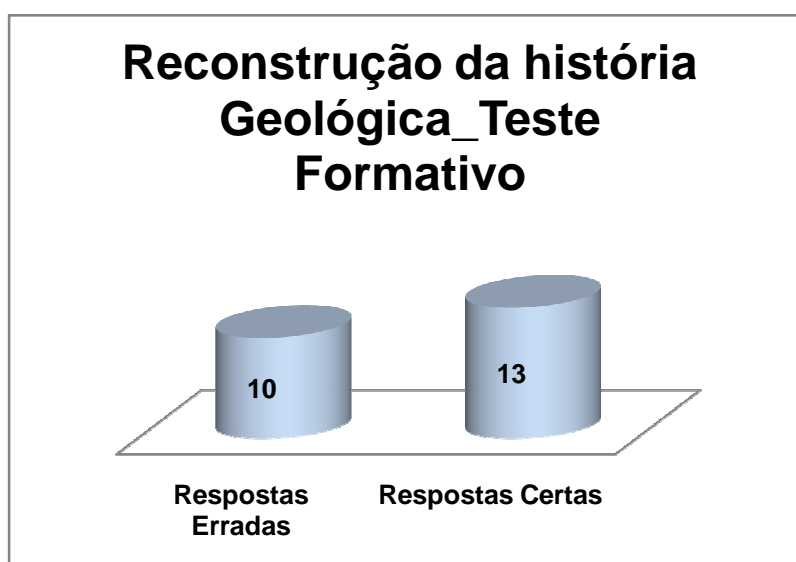 Reconstrução da história
Geológica_Teste
Formativo
10
13
Respostas
Erradas
Respostas Certas